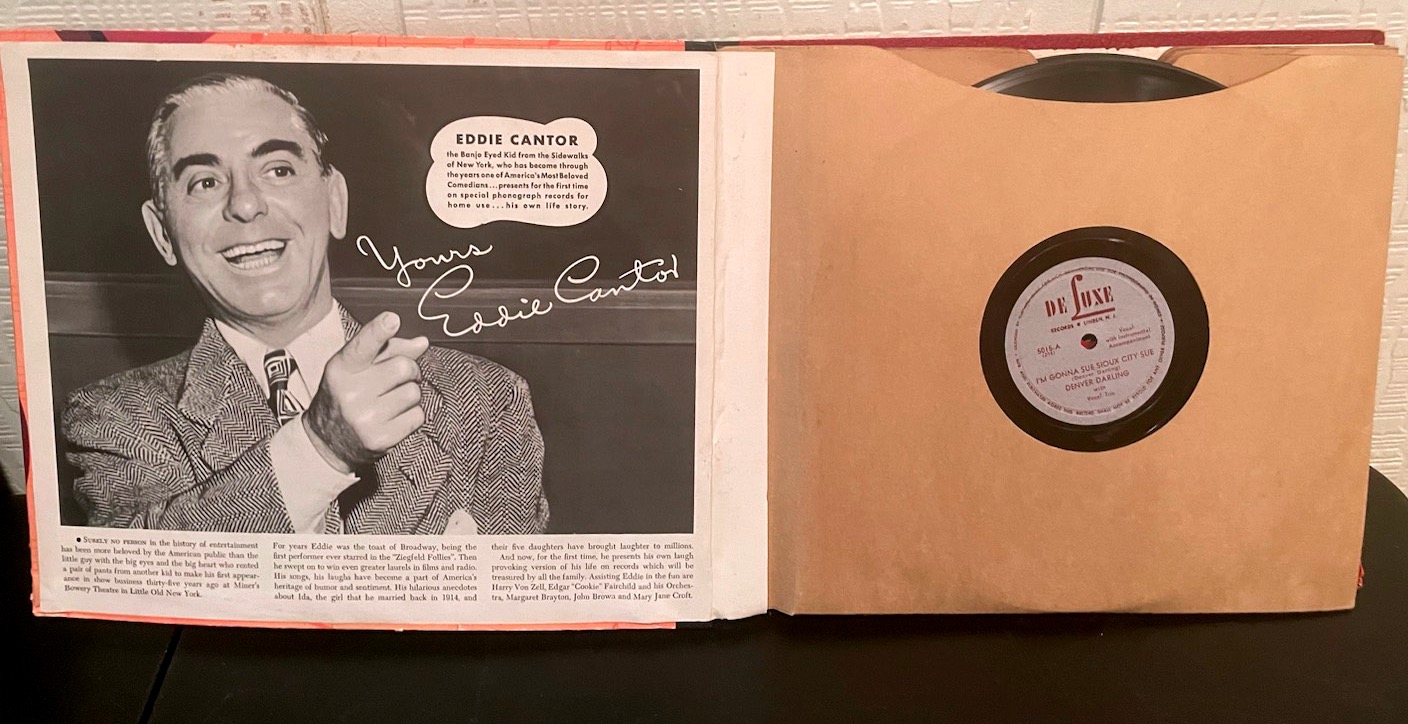 EDDIE CANTOR
the Banjo Eyed Kid from the Sidewalks
of New York, who has become through
the years one of America's Most Beloved
Comedians...presents for the first time
on special phonograph records for
home use...his own life story.
Yours
Eddie Cantor
● SURELY NO PERSON in the history of entertainment
has been more beloved by the American public than the
little guy with the big eyes and the big heart who rented
a pair of pants from another kid to make his first appear-
ance in show business thirty-five years ago at Miner's
Bowery Theatre in Little Old New York.
For years Eddie was the toast of Broadway, being the
first performer ever starred in the "Ziegfeld Follies". Then
he swept on to win even greater laurels in films and radio.
His songs, his laughs have become a part of America's
heritage of humor and sentiment. His hilarious anecdotes
about Ida, the girl that he married back in 1914, and
their five daughters have brought laughter to millions.
And now, for the first time, he presents his own laugh
provoking version of his life on records which will be
treasured by all the family. Assisting Eddie in the fun are
Harry Von Zell, Edgar "Cookie" Fairchild and his Orches-
tra, Margaret Brayton, John Brown and Mary Jane Croft.
DE LUXE
RECORDS ★ LINDEN, N. J.
Vocal
with Instrumental
Accompaniment
5015-A
I'M GONNA SUE SIOUX CITY SUE
(Denver Darling)
DENVER DARLING
with
Vocal Trio